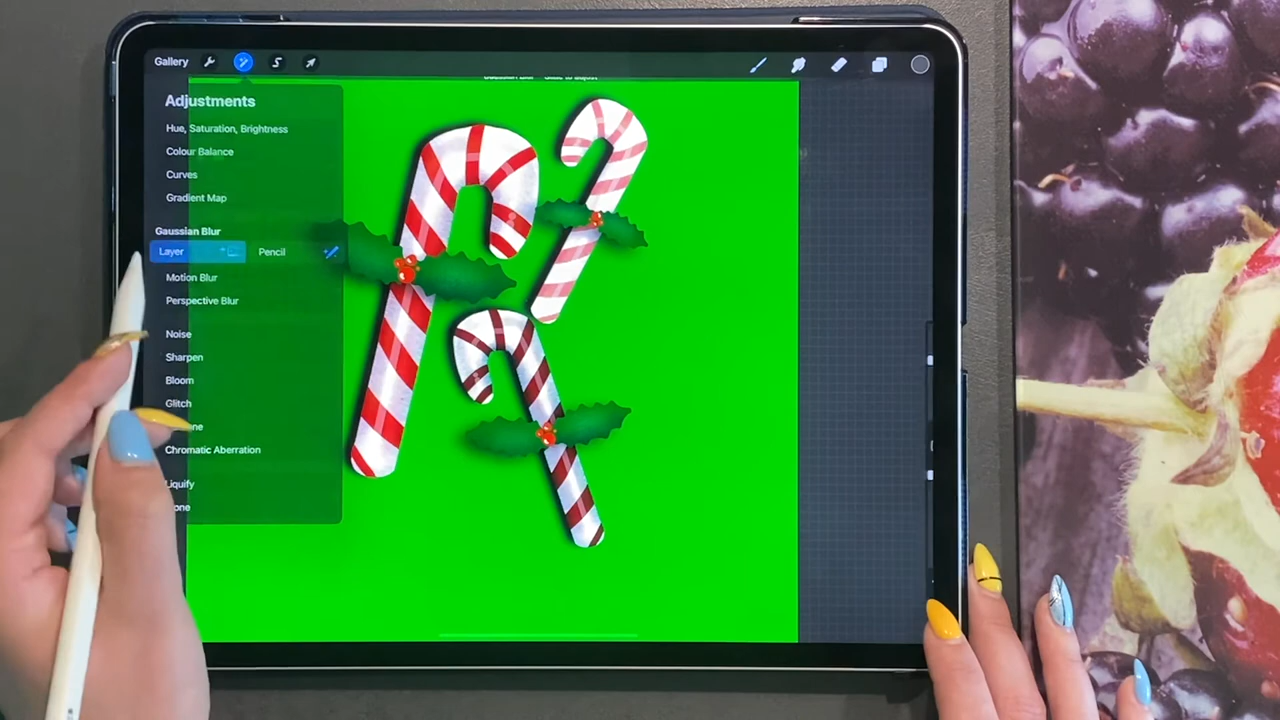 Gallery
Adjustments
Hue, Saturation, Brightness
Colour Balance
Curves
Gradient Map
Gaussian Blur
Layer
Pencil
Motion Blur
Perspective Blur
Noise
Sharpen
Bloom
Glitch
Chromatic Aberration